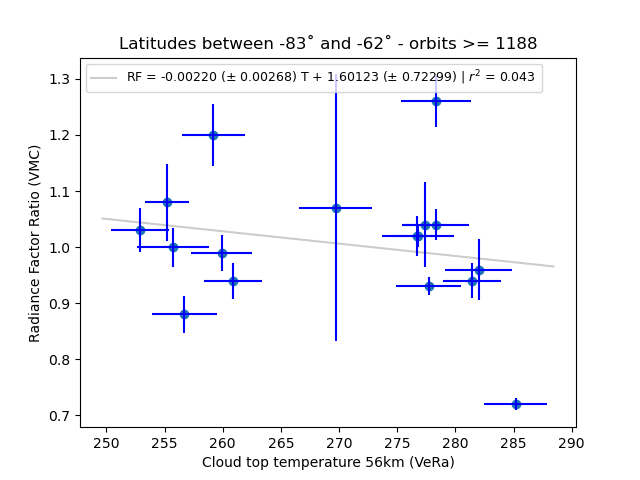 Latitudes between -83˚ and -62˚ - orbits >= 1188
RF = -0.00220 (± 0.00268) T + 1.60123 (± 0.72299) | r² = 0.043
Radiance Factor Ratio (VMC)
1.3
1.2
1.1
1.0
0.9
0.8
0.7
250 255 260 265 270 275 280 285 290
Cloud top temperature 56km (VeRa)